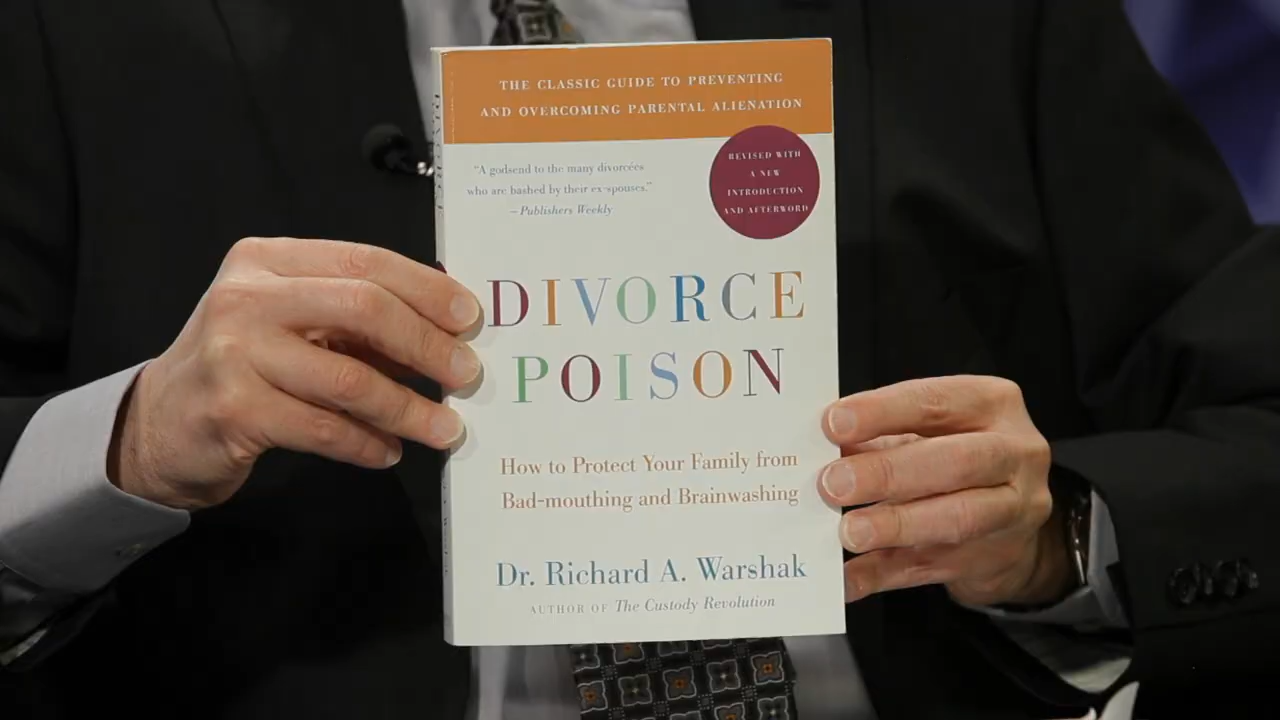 THE CLASSIC GUIDE TO PREVENTING
AND OVERCOMING PARENTAL ALIENATION
"A godsend to the many divorcées
who are bashed by their ex-spouses."
—Publishers Weekly
REVISED WITH
A NEW
INTRODUCTION
AND AFTERWORD
DIVORCE
POISON
How to Protect Your Family from
Bad-mouthing and Brainwashing
Dr. Richard A. Warshak
AUTHOR OF The Custody Revolution